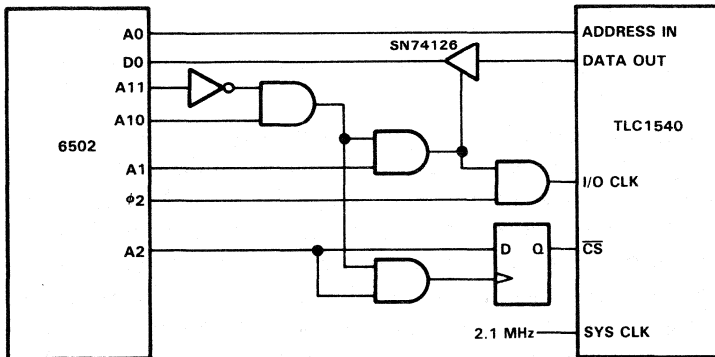 A0
ADDRESS IN
SN74126
D0
DATA OUT
A11
A10
6502
TLC1540
A1
I/O CLK
ϕ2
A2
D Q
C̅S̅
2.1 MHz
SYS CLK